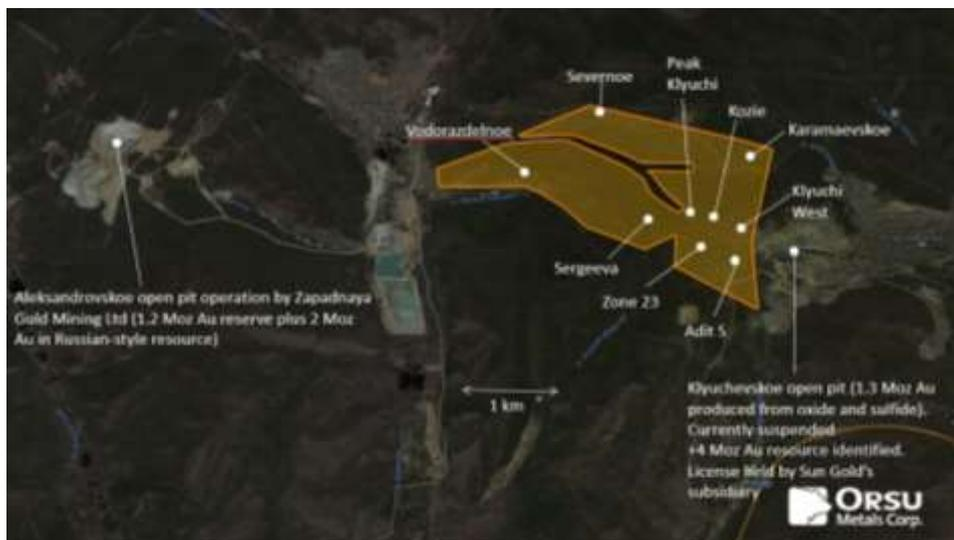 Severnoe
Peak
Klyuchi
Kozie
Karamaevskoe
Vodorazdelnoe
Klyuchi
West
Sergeeva
Zone 23
Adit 5
Aleksandrovskoe open pit operation by Zapadnaya
Gold Mining Ltd (1.2 Moz Au reserve plus 2 Moz
Au in Russian-style resource)
1 km
Klyuchevskoe open pit (1.3 Moz Au
produced from oxide and sulfide).
Currently suspended
+4 Moz Au resource identified.
License held by Sun Gold's
subsidiary
ORSU
Metals Corp.